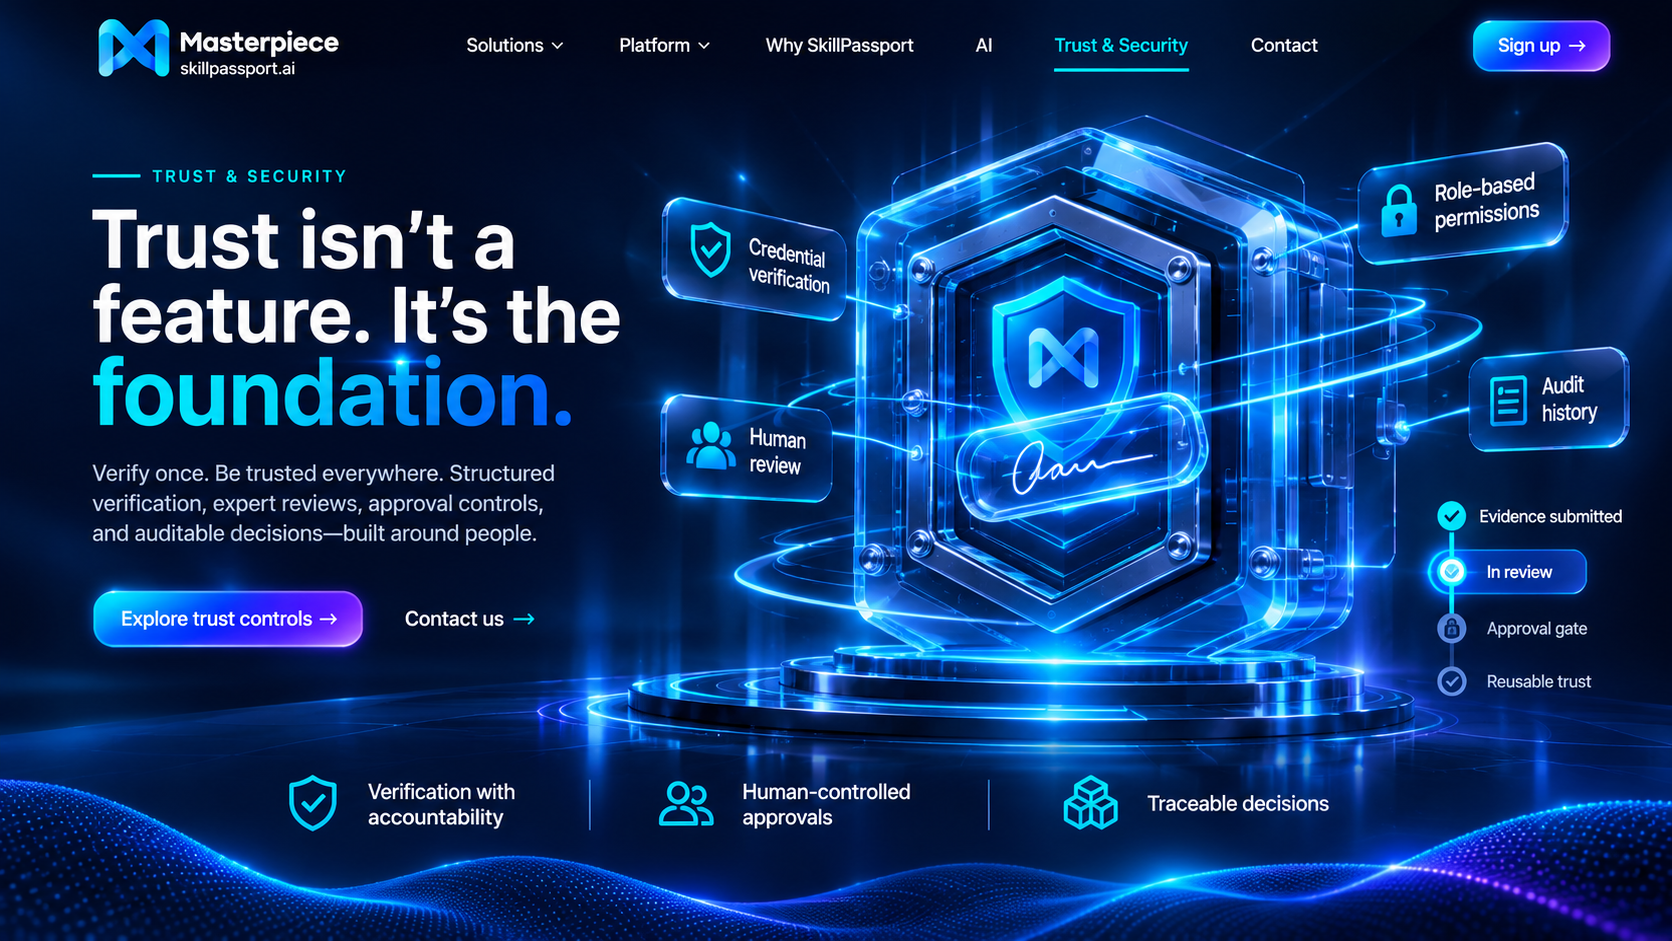 Masterpiece
skillpassport.ai
Solutions
Platform
Why SkillPassport
AI
Trust & Security
Contact
Sign up →
TRUST & SECURITY
Trust isn’t a
feature. It’s the
foundation.
Verify once. Be trusted everywhere. Structured
verification, expert reviews, approval controls,
and auditable decisions—built around people.
Explore trust controls →
Contact us →
Credential
verification
Human
review
Role-based
permissions
Audit
history
Evidence submitted
In review
Approval gate
Reusable trust
Verification with
accountability
Human-controlled
approvals
Traceable decisions